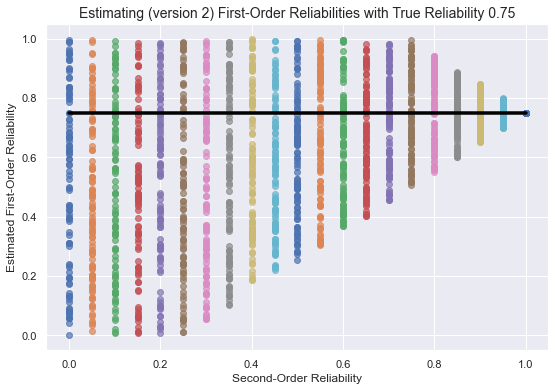 Estimating (version 2) First-Order Reliabilities with True Reliability 0.75
1.0
0.8
0.6
0.4
0.2
0.0
Estimated First-Order Reliability
0.0 0.2 0.4 0.6 0.8 1.0
Second-Order Reliability